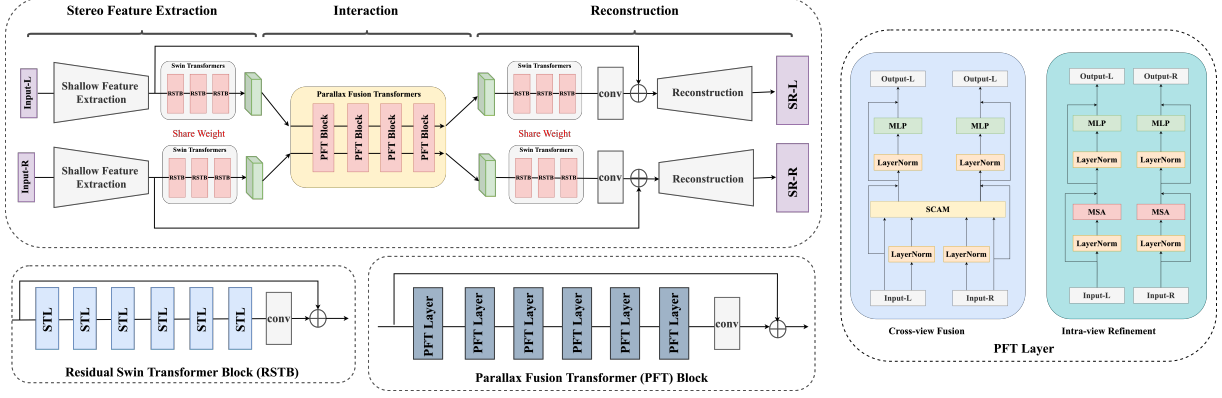 Stereo Feature Extraction
Interaction
Reconstruction
Input-L
Shallow Feature
Extraction
Swin Transformers
RSTB
RSTB
RSTB
Share Weight
Input-R
Shallow Feature
Extraction
Swin Transformers
RSTB
RSTB
RSTB
Parallax Fusion Transformers
PFT Block
PFT Block
PFT Block
PFT Block
Swin Transformers
RSTB
RSTB
RSTB
conv
Reconstruction
SR-L
Share Weight
Swin Transformers
RSTB
RSTB
RSTB
conv
Reconstruction
SR-R
STL
STL
STL
STL
STL
STL
conv
Residual Swin Transformer Block (RSTB)
PFT Layer
PFT Layer
PFT Layer
PFT Layer
PFT Layer
PFT Layer
conv
Parallax Fusion Transformer (PFT) Block
Output-L
Output-L
MLP
MLP
LayerNorm
LayerNorm
SCAM
LayerNorm
LayerNorm
Input-L
Input-R
Cross-view Fusion
Output-L
Output-R
MLP
MLP
LayerNorm
LayerNorm
MSA
MSA
LayerNorm
LayerNorm
Input-L
Input-R
Intra-view Refinement
PFT Layer